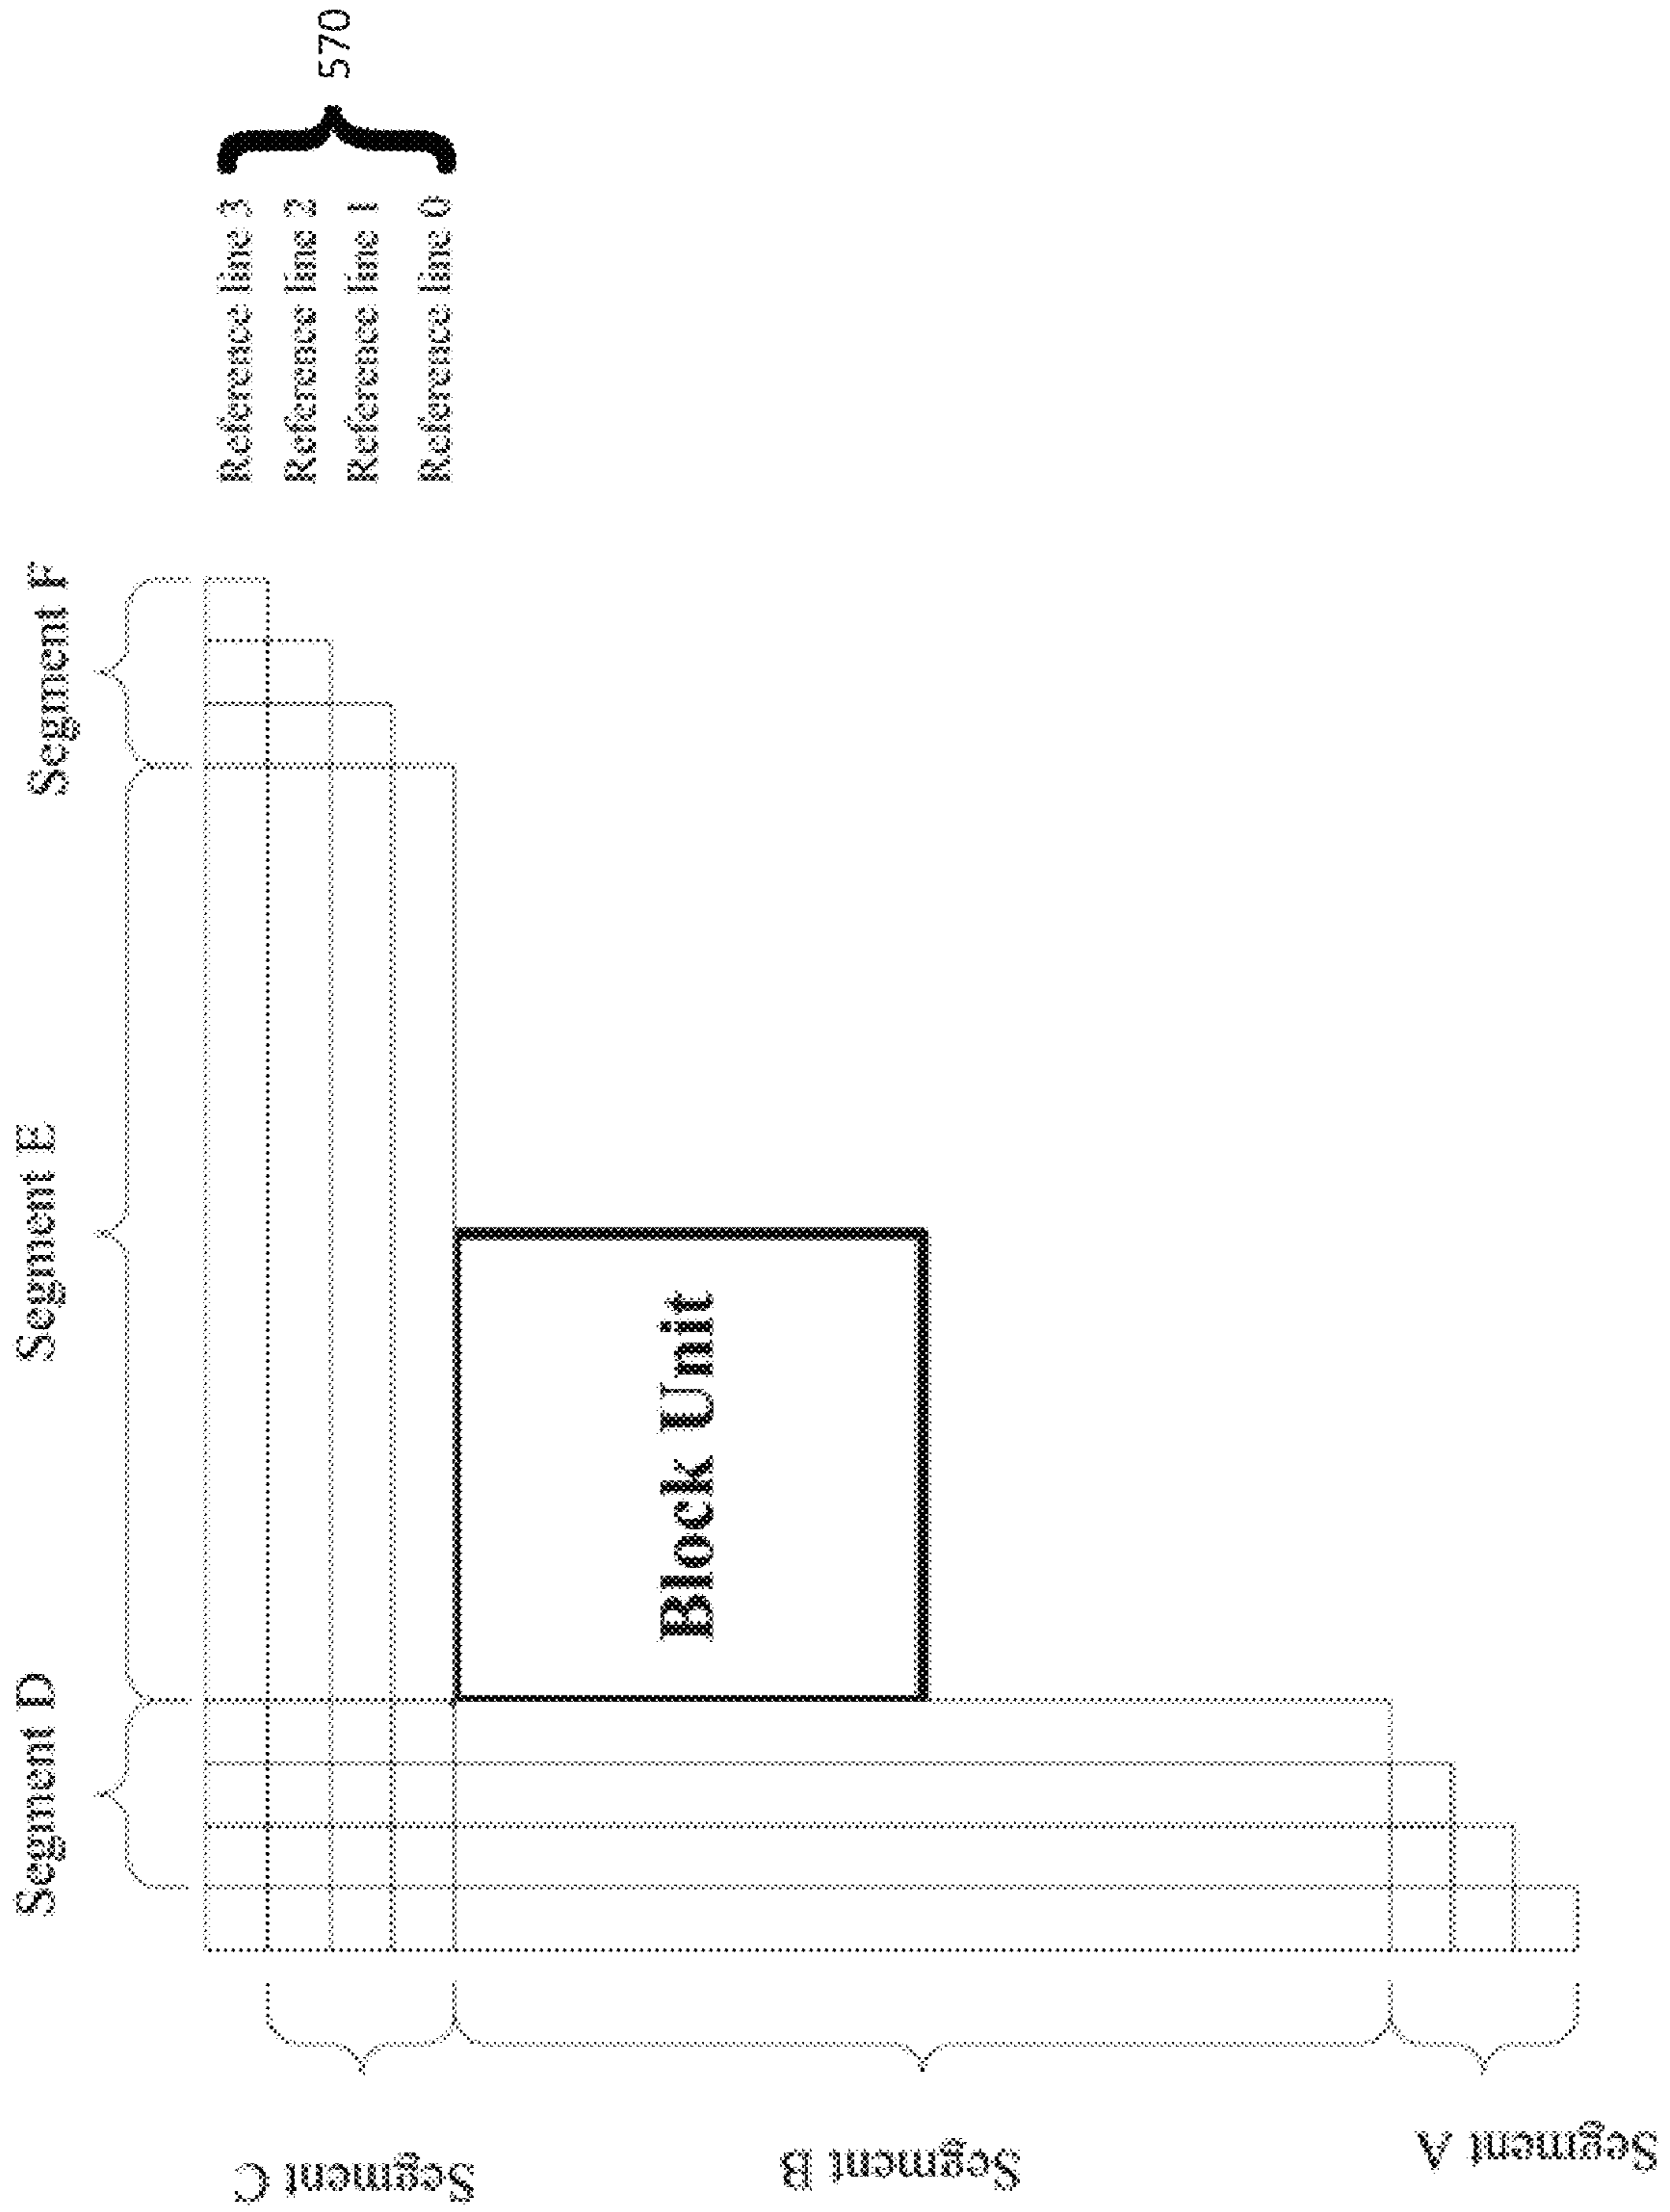 Segment D
Segment E
Segment F
Reference line 3
Reference line 2
Reference line 1
Reference line 0
570
Block Unit
Segment C
Segment B
Segment A